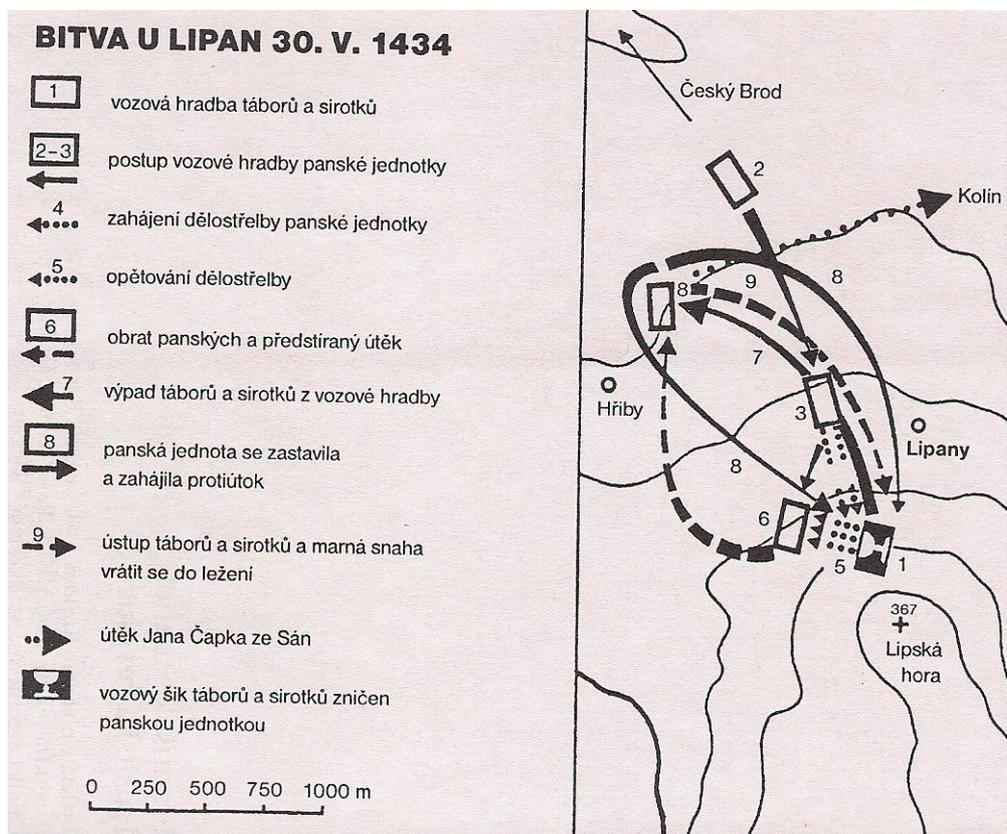 BITVA U LIPAN 30. V. 1434
1
vozová hradba táborů a sirotků
2-3
postup vozové hradby panské jednotky
4
zahájení dělostřelby panské jednotky
5
opětování dělostřelby
6
obrat panských a předstíraný útěk
7
výpad táborů a sirotků z vozové hradby
8
panská jednota se zastavila
a zahájila protiútok
9
ústup táborů a sirotků a marná snaha
vrátit se do ležení
útěk Jana Čapka ze Sán
vozový šik táborů a sirotků zničen
panskou jednotkou
0 250 500 750 1000 m
Český Brod
2
Kolín
8
9
8
7
Hřiby
3
Lipany
8
6
5
1
367
Lipská
hora